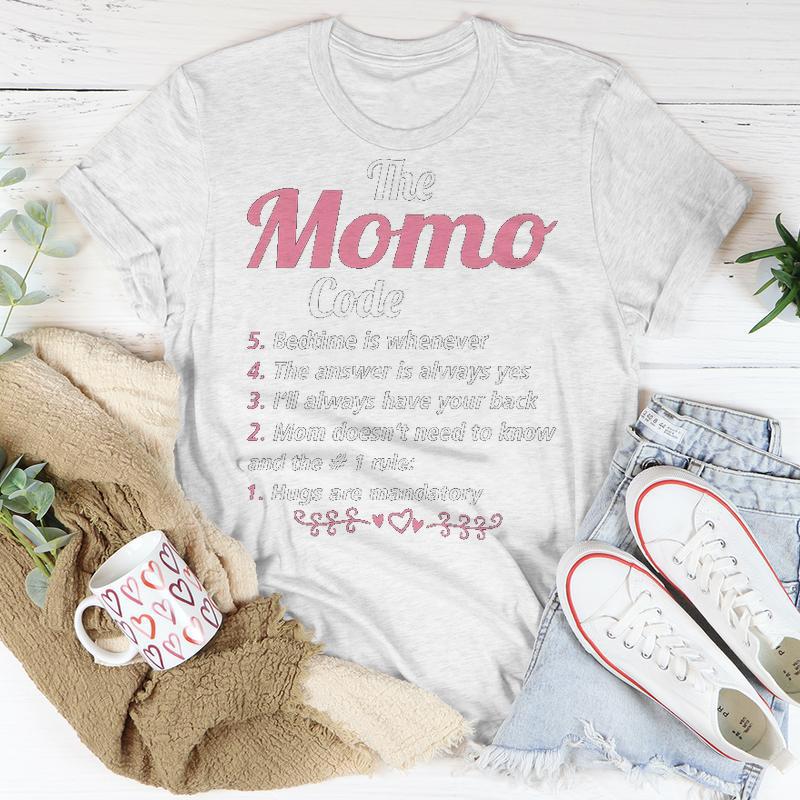 The
Momo
Code
5. Bedtime is whenever
4. The answer is always yes
3. I'll always have your back
2. Mom doesn't need to know
and the # 1 rule:
1. Hugs are mandatory